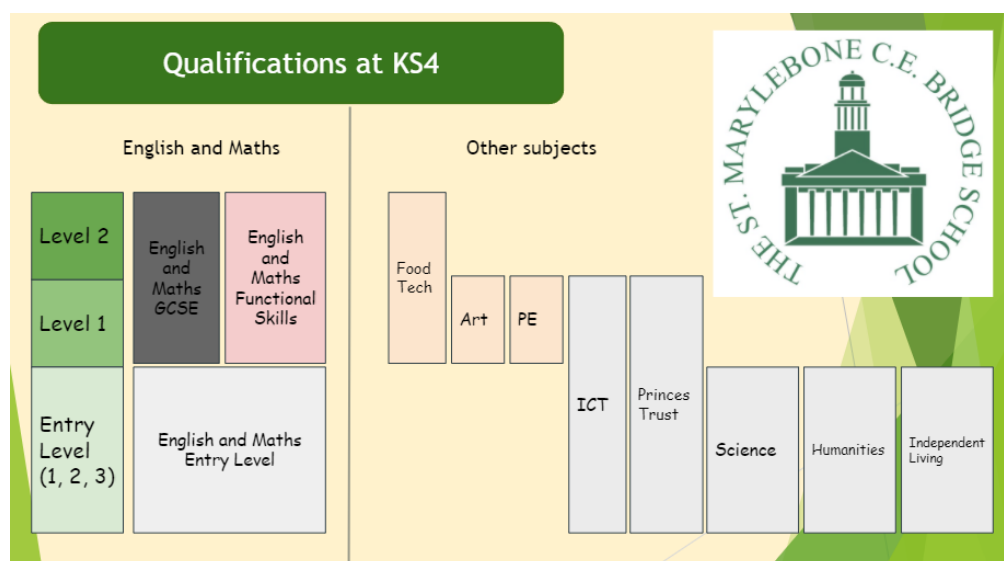 Qualifications at KS4
THE ST. MARYLEBONE C.E. BRIDGE SCHOOL
English and Maths
Other subjects
Level 2
Level 1
Entry
Level
(1, 2, 3)
English
and
Maths
GCSE
English
and
Maths
Functional
Skills
English and Maths
Entry Level
Food
Tech
Art
PE
ICT
Princes
Trust
Science
Humanities
Independent
Living